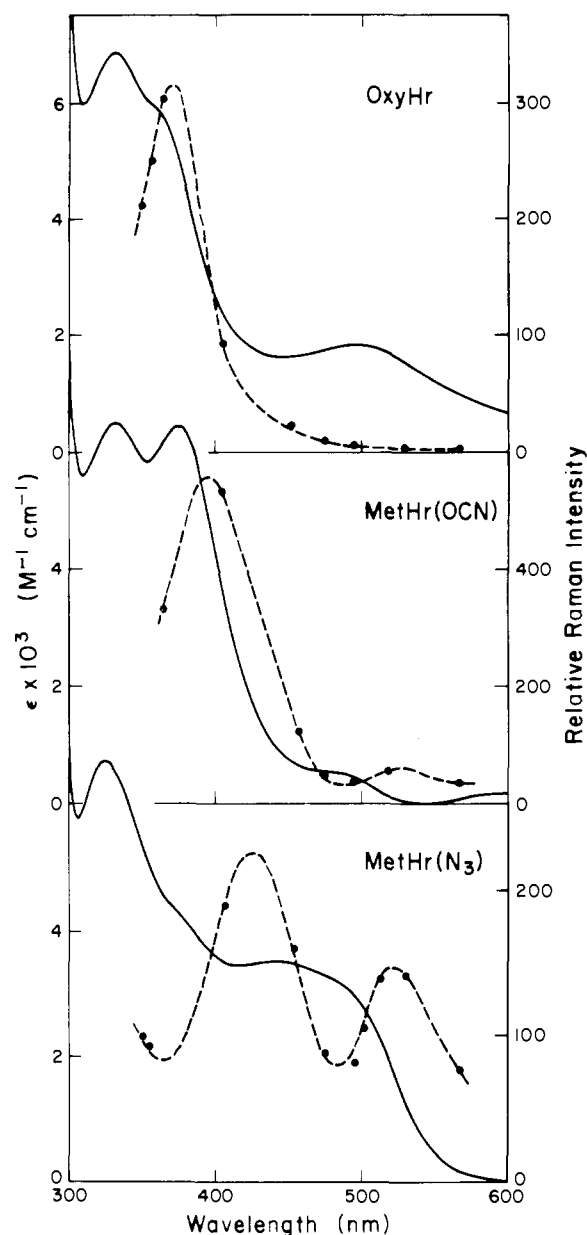 OxyHr
6
4
2
0
300
200
100
0
MetHr(OCN)
4
2
0
400
200
0
MetHr(N₃)
4
2
0
200
100
0
300 400 500 600
Wavelength (nm)
ε x 10³ (M⁻¹ cm⁻¹)
Relative Raman Intensity